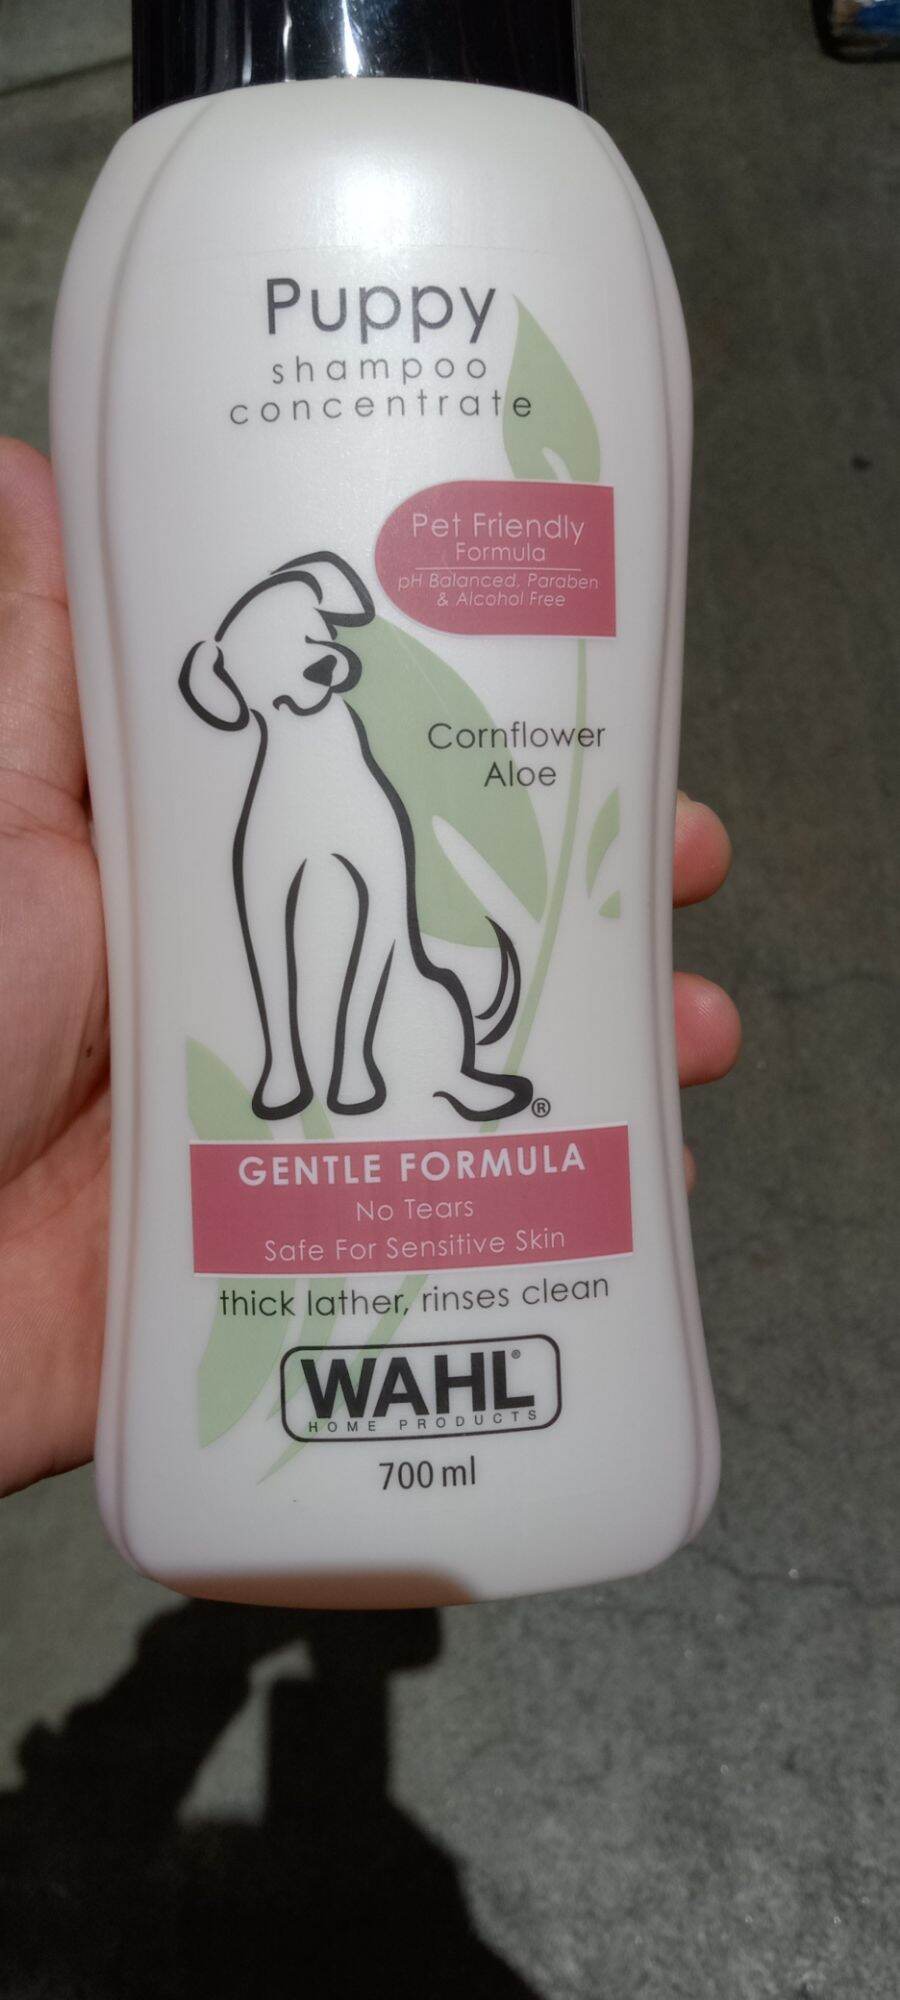 Puppy
shampoo
concentrate
Pet Friendly
Formula
pH Balanced, Paraben
& Alcohol Free
Cornflower
Aloe
®
GENTLE FORMULA
No Tears
Safe For Sensitive Skin
thick lather, rinses clean
WAHL®
HOME PRODUCTS
700 ml